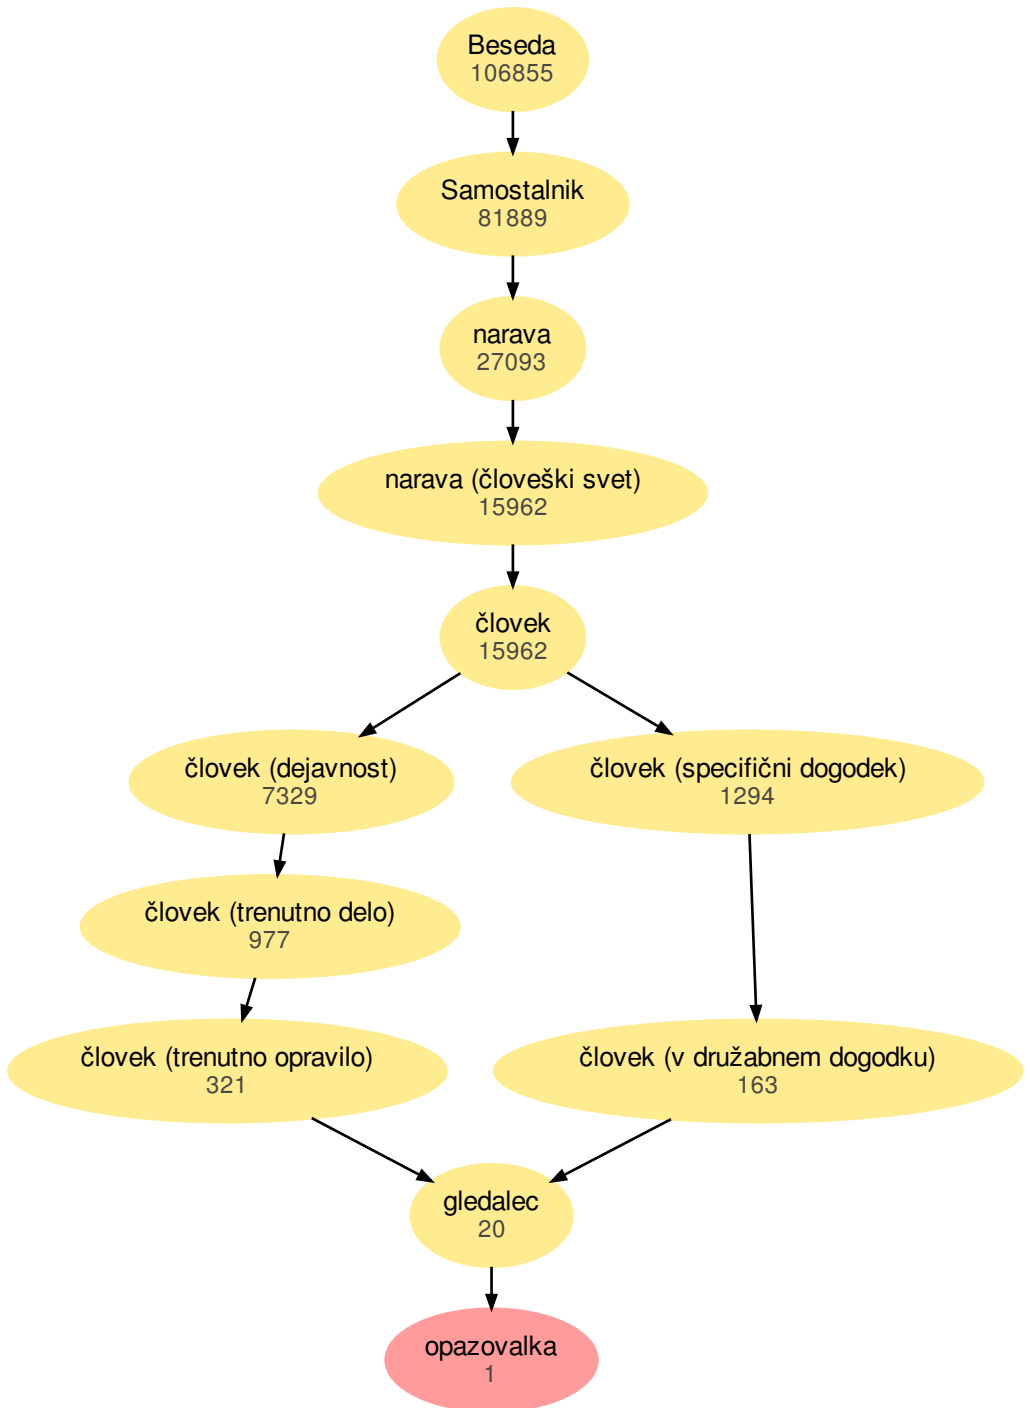 Beseda
106855
Samostalnik
81889
narava
27093
narava (človeški svet)
15962
človek
15962
človek (dejavnost)
7329
človek (specifični dogodek)
1294
človek (trenutno delo)
977
človek (trenutno opravilo)
321
človek (v družabnem dogodku)
163
gledalec
20
opazovalka
1